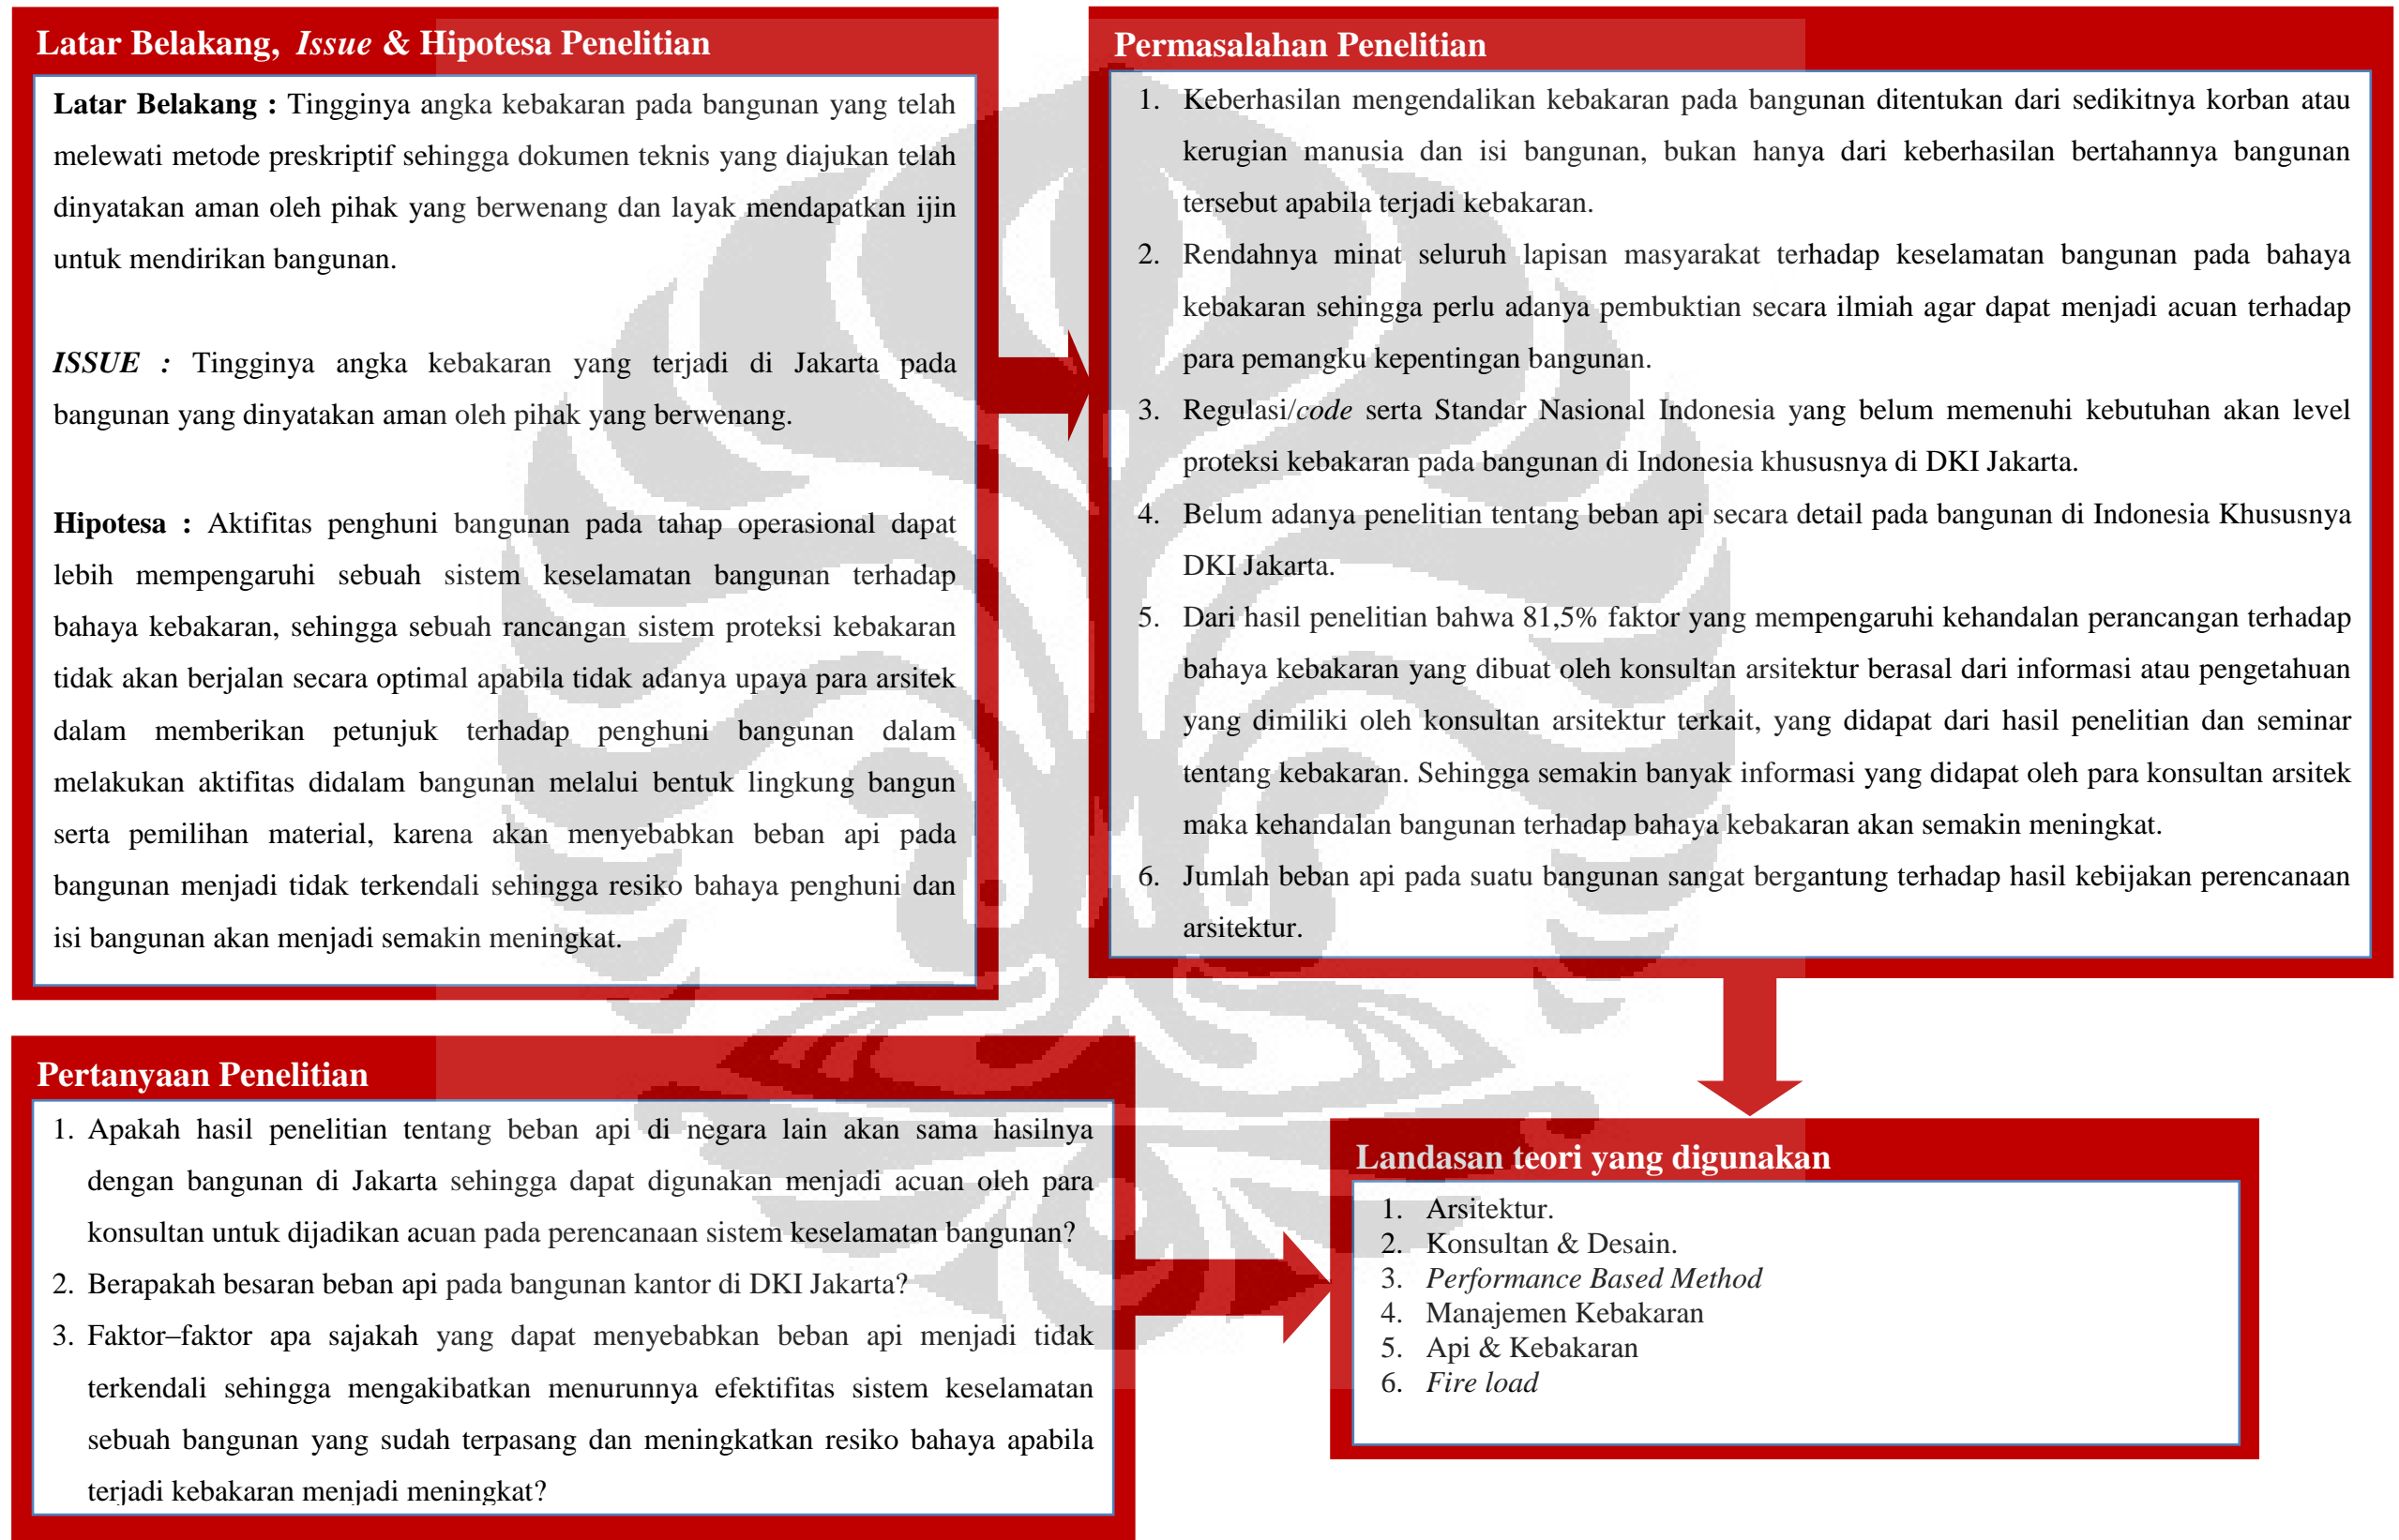 Latar Belakang, Issue & Hipotesa Penelitian
Latar Belakang : Tingginya angka kebakaran pada bangunan yang telah
melewati metode preskriptif sehingga dokumen teknis yang diajukan telah
dinyatakan aman oleh pihak yang berwenang dan layak mendapatkan ijin
untuk mendirikan bangunan.
ISSUE : Tingginya angka kebakaran yang terjadi di Jakarta pada
bangunan yang dinyatakan aman oleh pihak yang berwenang.
Hipotesa : Aktifitas penghuni bangunan pada tahap operasional dapat
lebih mempengaruhi sebuah sistem keselamatan bangunan terhadap
bahaya kebakaran, sehingga sebuah rancangan sistem proteksi kebakaran
tidak akan berjalan secara optimal apabila tidak adanya upaya para arsitek
dalam memberikan petunjuk terhadap penghuni bangunan dalam
melakukan aktifitas didalam bangunan melalui bentuk lingkung bangun
serta pemilihan material, karena akan menyebabkan beban api pada
bangunan menjadi tidak terkendali sehingga resiko bahaya penghuni dan
isi bangunan akan menjadi semakin meningkat.
Permasalahan Penelitian
1. Keberhasilan mengendalikan kebakaran pada bangunan ditentukan dari sedikitnya korban atau
kerugian manusia dan isi bangunan, bukan hanya dari keberhasilan bertahannya bangunan
tersebut apabila terjadi kebakaran.
2. Rendahnya minat seluruh lapisan masyarakat terhadap keselamatan bangunan pada bahaya
kebakaran sehingga perlu adanya pembuktian secara ilmiah agar dapat menjadi acuan terhadap
para pemangku kepentingan bangunan.
3. Regulasi/code serta Standar Nasional Indonesia yang belum memenuhi kebutuhan akan level
proteksi kebakaran pada bangunan di Indonesia khususnya di DKI Jakarta.
4. Belum adanya penelitian tentang beban api secara detail pada bangunan di Indonesia Khususnya
DKI Jakarta.
5. Dari hasil penelitian bahwa 81,5% faktor yang mempengaruhi kehandalan perancangan terhadap
bahaya kebakaran yang dibuat oleh konsultan arsitektur berasal dari informasi atau pengetahuan
yang dimiliki oleh konsultan arsitektur terkait, yang didapat dari hasil penelitian dan seminar
tentang kebakaran. Sehingga semakin banyak informasi yang didapat oleh para konsultan arsitek
maka kehandalan bangunan terhadap bahaya kebakaran akan semakin meningkat.
6. Jumlah beban api pada suatu bangunan sangat bergantung terhadap hasil kebijakan perencanaan
arsitektur.
Pertanyaan Penelitian
1. Apakah hasil penelitian tentang beban api di negara lain akan sama hasilnya
dengan bangunan di Jakarta sehingga dapat digunakan menjadi acuan oleh para
konsultan untuk dijadikan acuan pada perencanaan sistem keselamatan bangunan?
2. Berapakah besaran beban api pada bangunan kantor di DKI Jakarta?
3. Faktor–faktor apa sajakah yang dapat menyebabkan beban api menjadi tidak
terkendali sehingga mengakibatkan menurunnya efektifitas sistem keselamatan
sebuah bangunan yang sudah terpasang dan meningkatkan resiko bahaya apabila
terjadi kebakaran menjadi meningkat?
Landasan teori yang digunakan
1. Arsitektur.
2. Konsultan & Desain.
3. Performance Based Method
4. Manajemen Kebakaran
5. Api & Kebakaran
6. Fire load